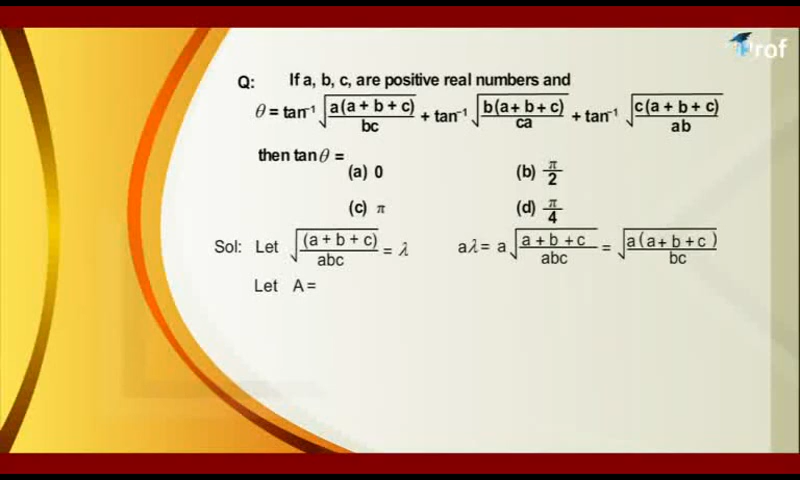 Prof
Q: If a, b, c, are positive real numbers and
θ = tan⁻¹ √(a(a + b + c)/bc) + tan⁻¹ √(b(a + b + c)/ca) + tan⁻¹ √(c(a + b + c)/ab)
then tan θ =
(a) 0 (b) π/2
(c) π (d) π/4
Sol: Let √((a + b + c)/abc) = λ aλ = a√(a + b + c/abc) = √(a(a + b + c)/bc)
Let A =